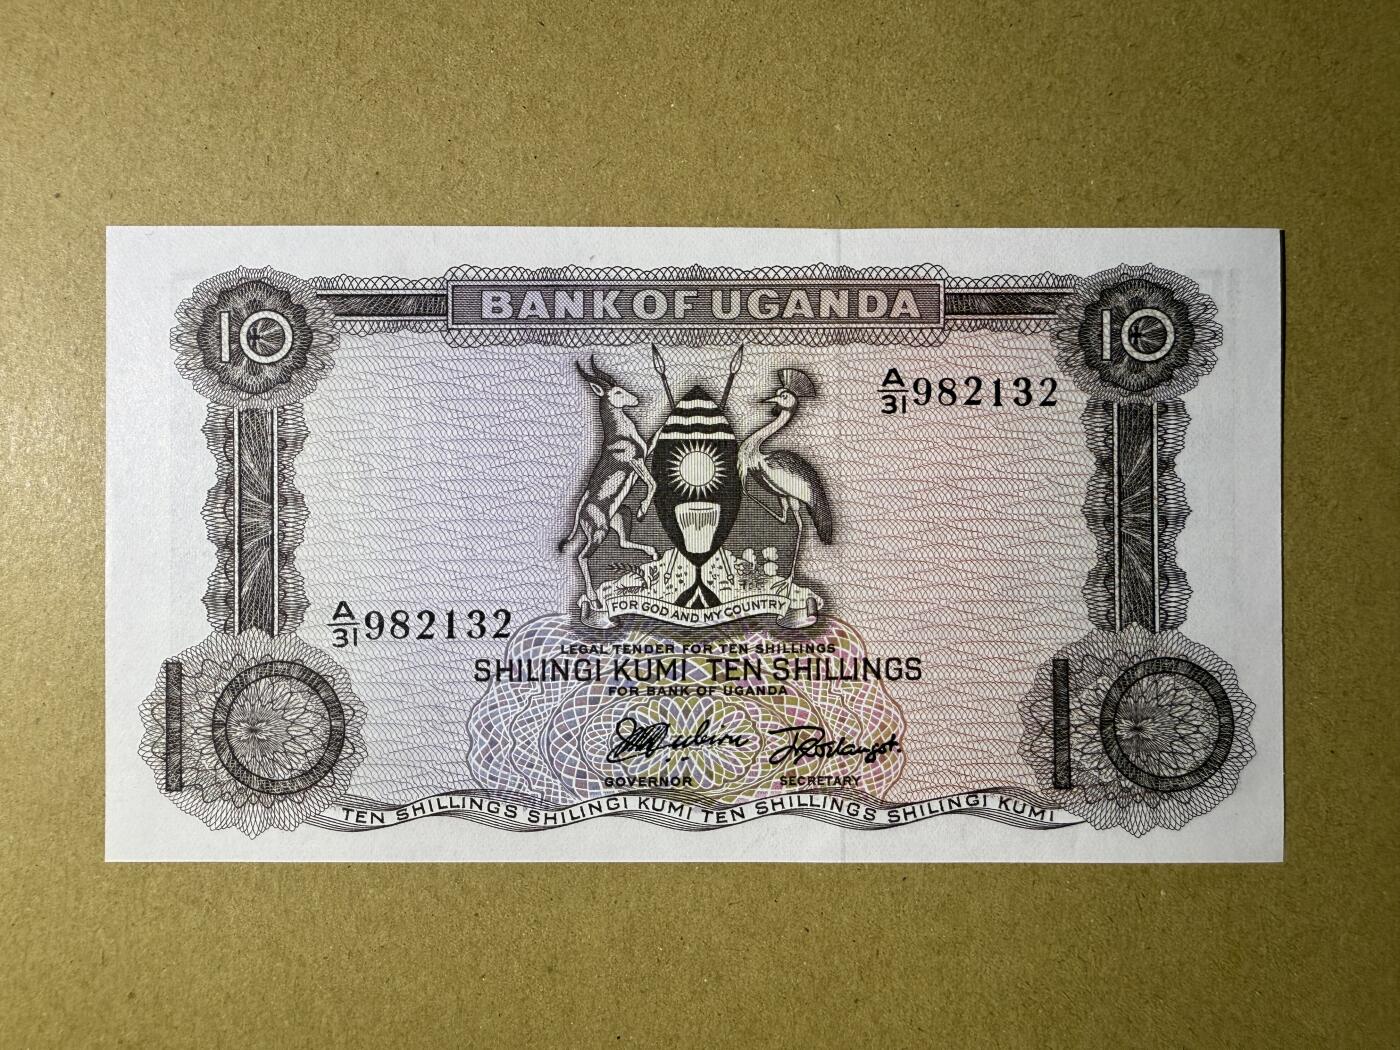 BANK OF UGANDA
10
10
A/31 982132
FOR GOD AND MY COUNTRY
A/31 982132
LEGAL TENDER FOR TEN SHILLINGS
SHILINGI KUMI TEN SHILLINGS
FOR BANK OF UGANDA
10
10
GOVERNOR
SECRETARY
TEN SHILLINGS SHILINGI KUMI TEN SHILLINGS SHILINGI KUMI